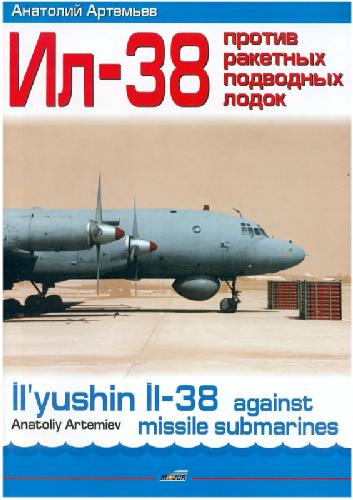 Анатолий Артемьев
Ил-38
против
ракетных
подводных
лодок
Il'yushin Il-38 against
Anatoliy Artemiev missile submarines